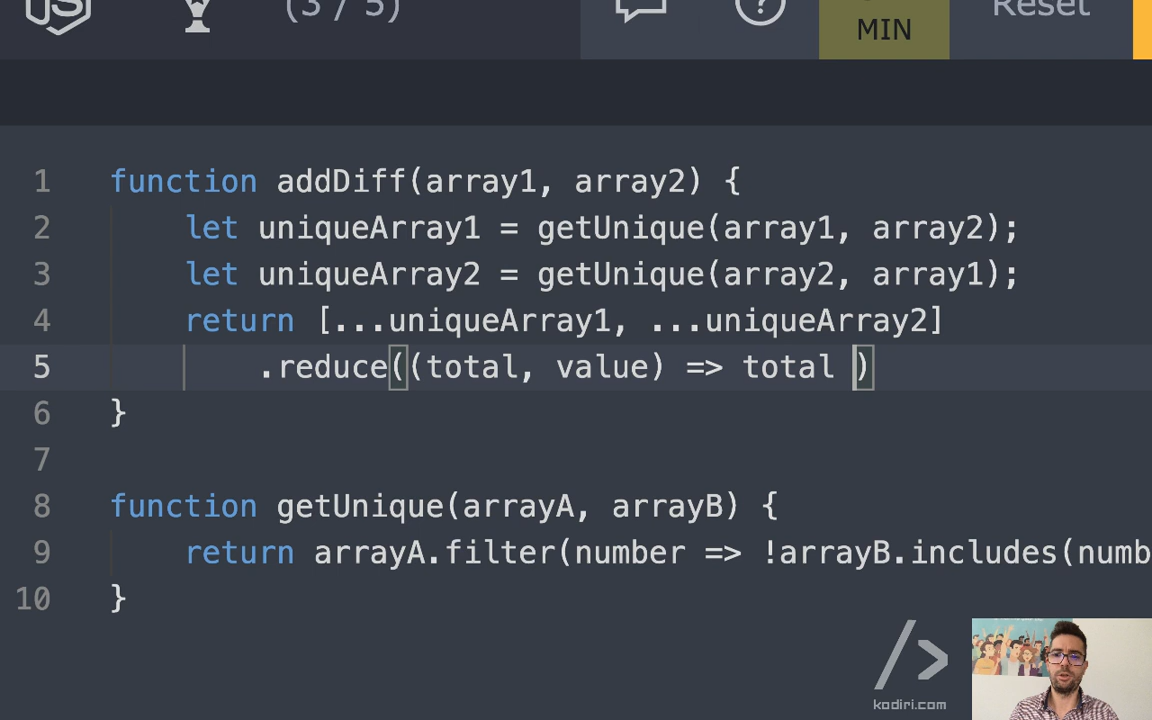 JS (3 / 5) ? MIN Reset
1 function addDiff(array1, array2) {
2 let uniqueArray1 = getUnique(array1, array2);
3 let uniqueArray2 = getUnique(array2, array1);
4 return [...uniqueArray1, ...uniqueArray2]
5 .reduce((total, value) => total )
6 }
7
8 function getUnique(arrayA, arrayB) {
9 return arrayA.filter(number => !arrayB.includes(numb
10 }
/>
kodiri.com